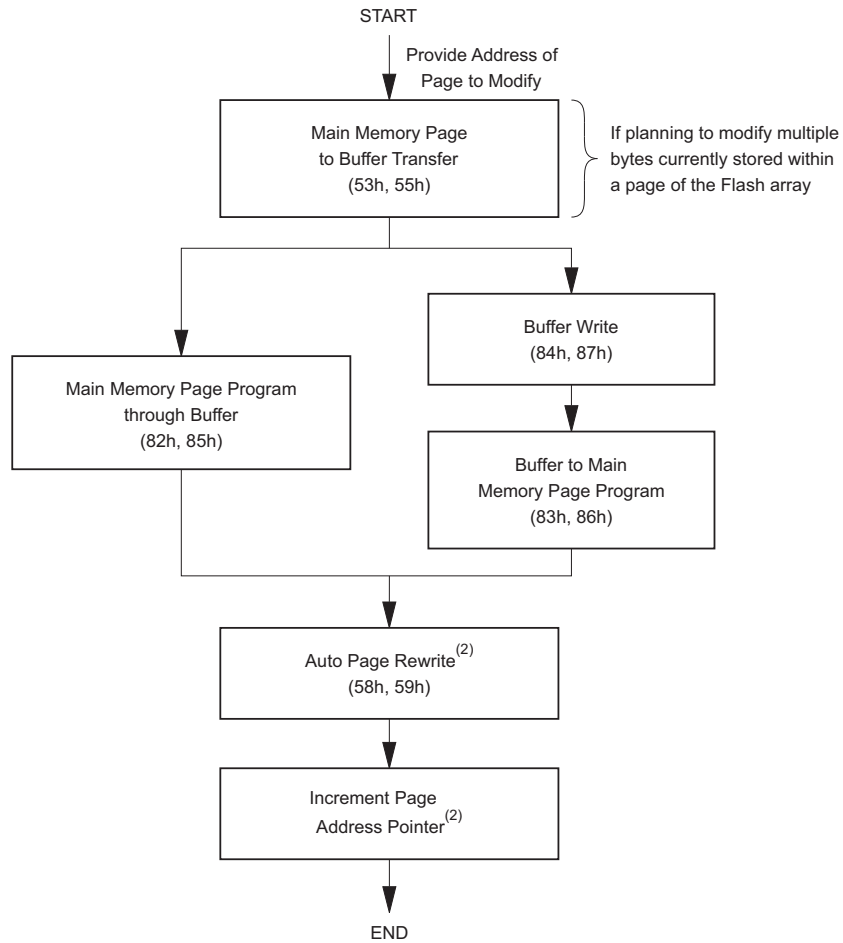 START
Provide Address of
Page to Modify
Main Memory Page
to Buffer Transfer
(53h, 55h)
If planning to modify multiple
bytes currently stored within
a page of the Flash array
Buffer Write
(84h, 87h)
Main Memory Page Program
through Buffer
(82h, 85h)
Buffer to Main
Memory Page Program
(83h, 86h)
Auto Page Rewrite(2)
(58h, 59h)
Increment Page
Address Pointer(2)
END